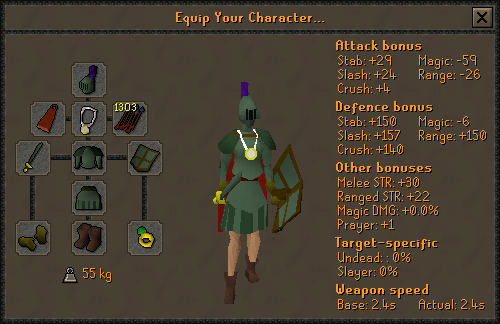 Equip Your Character...
Attack bonus
Stab: +29 Magic: -59
Slash: +24 Range: -26
Crush: +4
Defence bonus
Stab: +150 Magic: -6
Slash: +157 Range: +150
Crush: +140
Other bonuses
Melee STR: +30
Ranged STR: +22
Magic DMG: +0.0%
Prayer: +1
Target-specific
Undead: : 0%
Slayer: 0%
Weapon speed
Base: 2.4s Actual: 2.4s
1303
55 kg